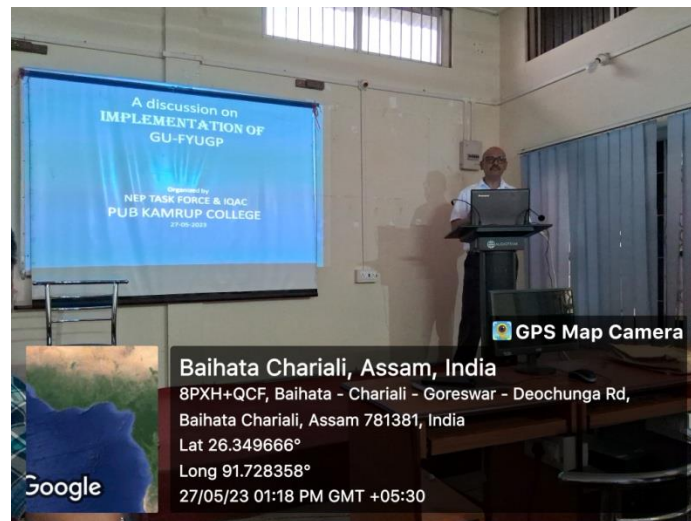 A discussion on
IMPLEMENTATION OF
GU-FYUGP
Organized by
NEP TASK FORCE & IQAC
PUB KAMRUP COLLEGE
27-05-2023
GPS Map Camera
Baihata Chariali, Assam, India
8PXH+QCF, Baihata - Chariali - Goreswar - Deochunga Rd,
Baihata Chariali, Assam 781381, India
Lat 26.349666°
Long 91.728358°
27/05/23 01:18 PM GMT +05:30
Google